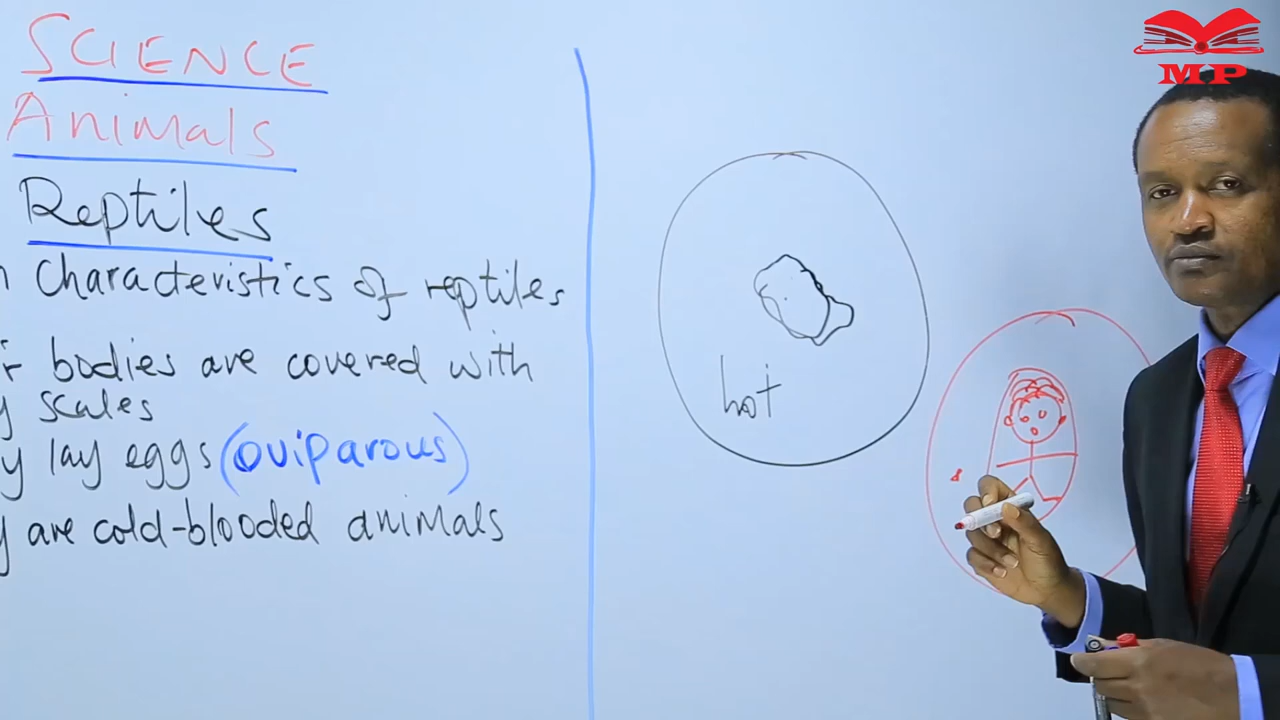 SCIENCE
Animals
Reptiles
characteristics of reptiles
bodies are covered with
scales
lay eggs (oviparous)
are cold-blooded animals
hot
MP